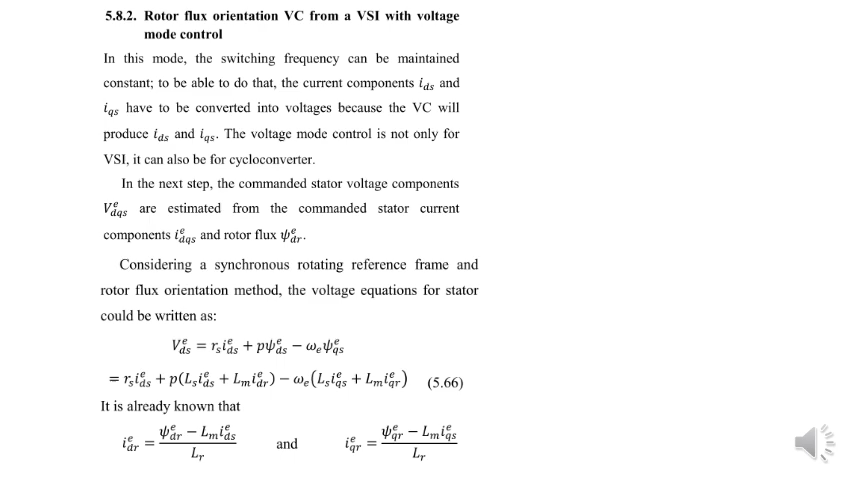 5.8.2. Rotor flux orientation VC from a VSI with voltage
mode control
In this mode, the switching frequency can be maintained
constant; to be able to do that, the current components i_ds and
i_qs have to be converted into voltages because the VC will
produce i_ds and i_qs. The voltage mode control is not only for
VSI, it can also be for cycloconverter.
In the next step, the commanded stator voltage components
V^e_dqs are estimated from the commanded stator current
components i^e_dqs and rotor flux ψ^e_dr.
Considering a synchronous rotating reference frame and
rotor flux orientation method, the voltage equations for stator
could be written as:
V^e_ds = r_s i^e_ds + pψ^e_ds − ω_e ψ^e_qs
= r_s i^e_ds + p(L_s i^e_ds + L_m i^e_dr) − ω_e(L_s i^e_qs + L_m i^e_qr) (5.66)
It is already known that
i^e_dr = (ψ^e_dr − L_m i^e_ds) / L_r and i^e_qr = (ψ^e_qr − L_m i^e_qs) / L_r